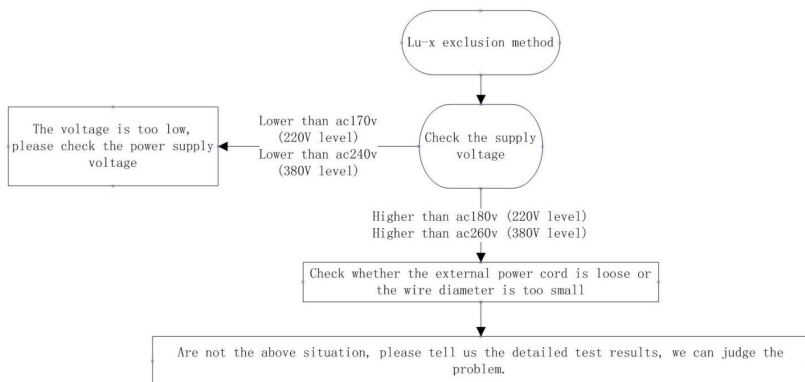 Lu-x exclusion method
Check the supply
voltage
Lower than ac170v
(220V level)
Lower than ac240v
(380V level)
The voltage is too low,
please check the power supply
voltage
Higher than ac180v (220V level)
Higher than ac260v (380V level)
Check whether the external power cord is loose or
the wire diameter is too small
Are not the above situation, please tell us the detailed test results, we can judge the
problem.